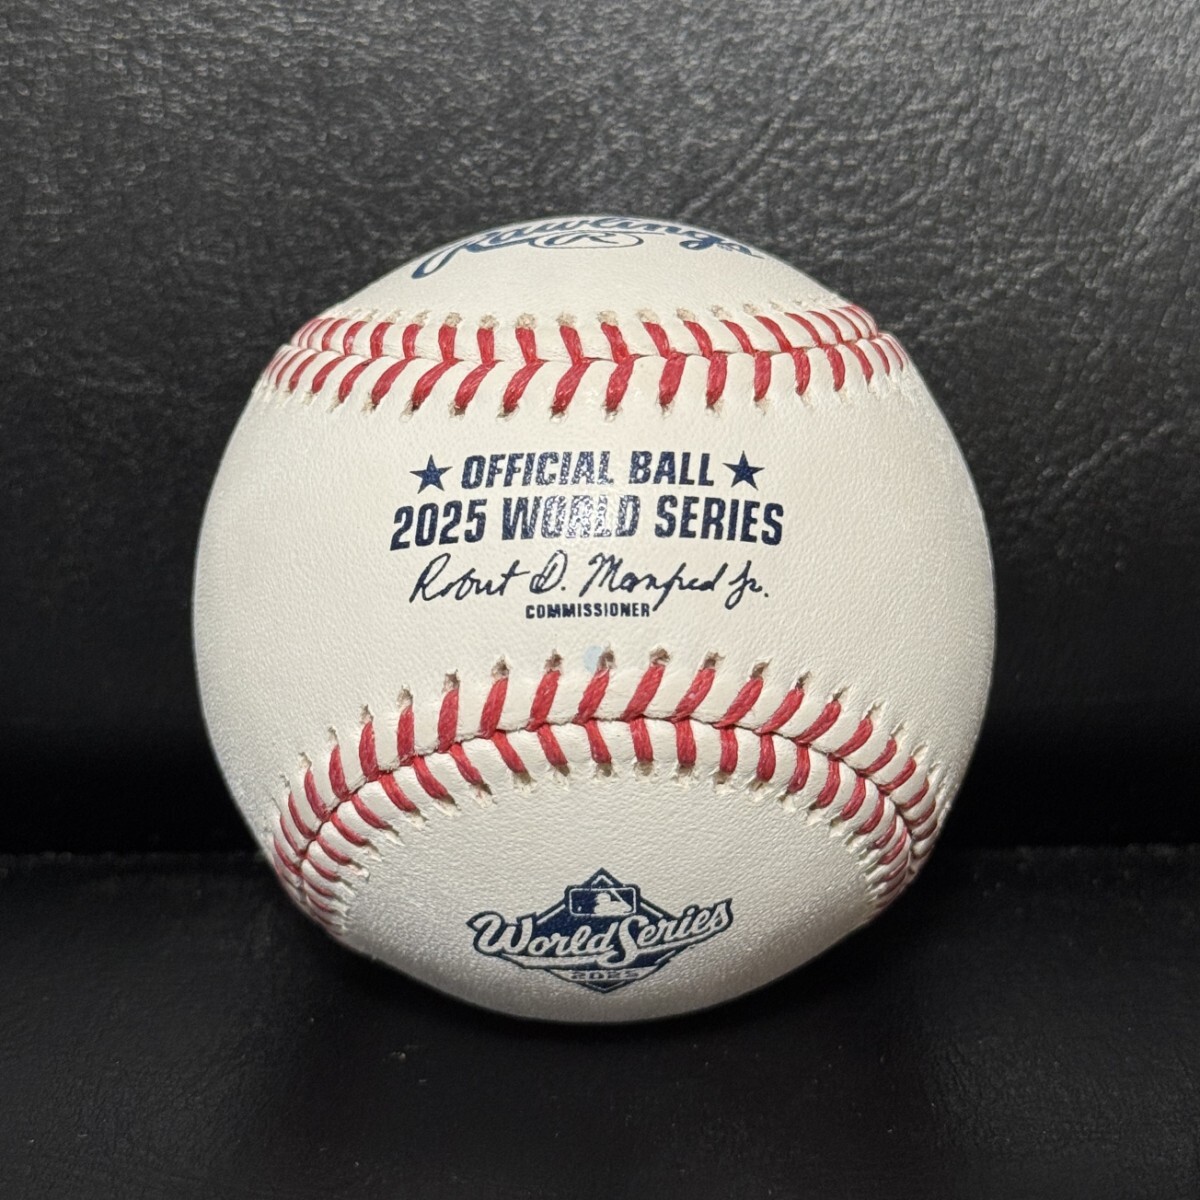 Rawlings
R
★ OFFICIAL BALL ★
2025 WORLD SERIES
Robert D. Manfred Jr.
COMMISSIONER
World Series
2025